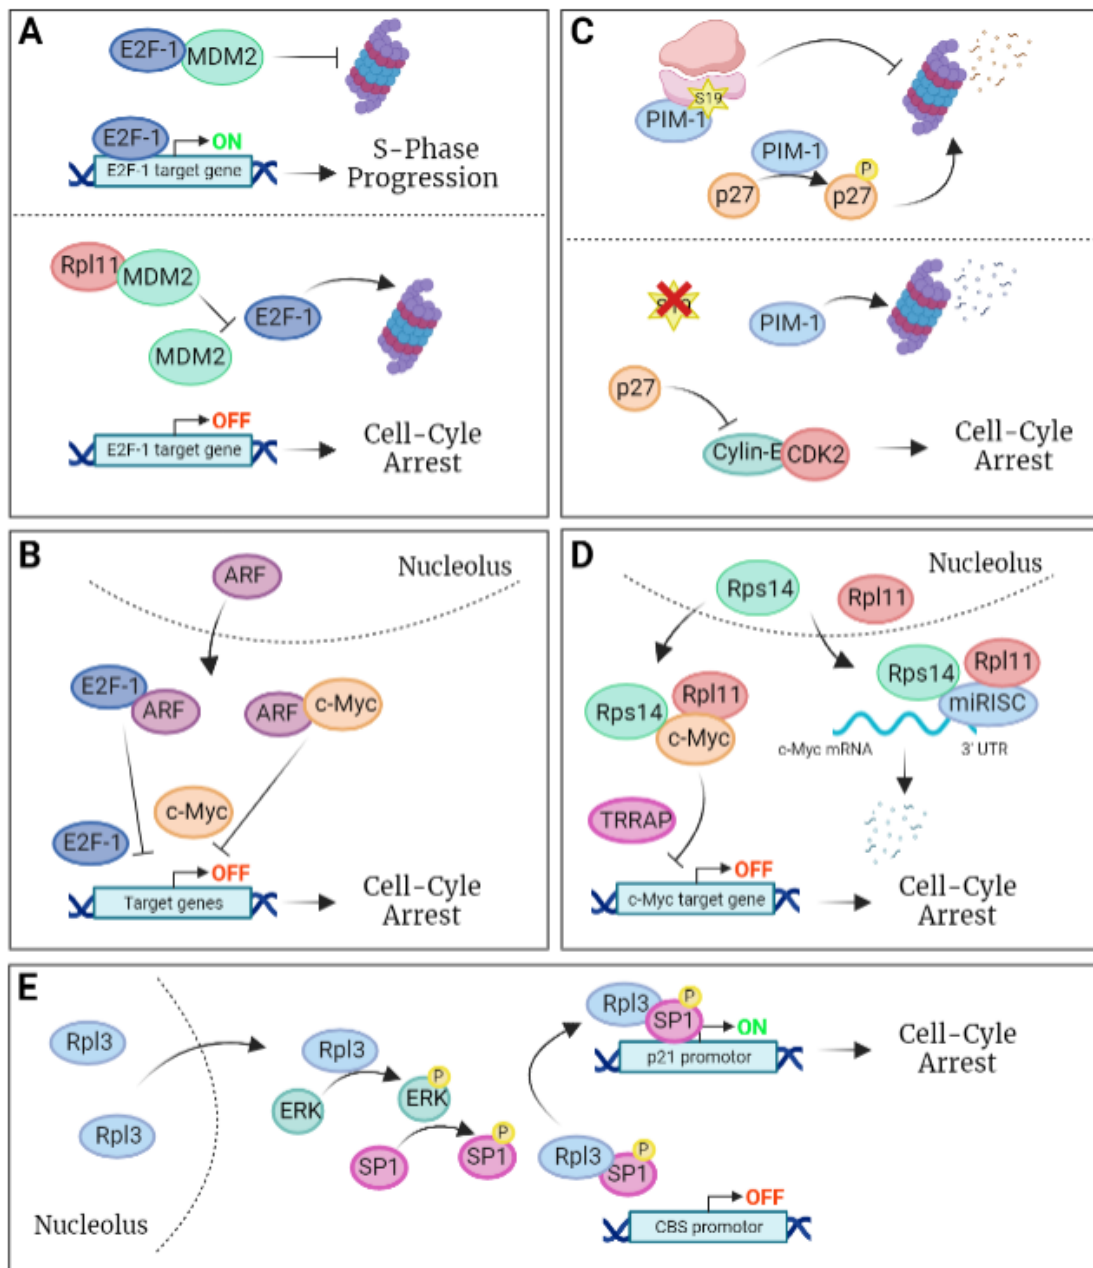 A
E2F-1
MDM2
E2F-1
ON
E2F-1 target gene
S-Phase
Progression
Rpl11
MDM2
E2F-1
MDM2
OFF
E2F-1 target gene
Cell-Cyle
Arrest
C
S19
PIM-1
PIM-1
p27
P
p27
S19
PIM-1
p27
Cylin-E
CDK2
Cell-Cyle
Arrest
B
ARF
Nucleolus
E2F-1
ARF
ARF
c-Myc
c-Myc
E2F-1
OFF
Target genes
Cell-Cyle
Arrest
D
Nucleolus
Rps14
Rpl11
Rps14
Rpl11
c-Myc
Rps14
Rpl11
miRISC
c-Myc mRNA
3' UTR
TRRAP
OFF
c-Myc target gene
Cell-Cyle
Arrest
E
Rpl3
Rpl3
Nucleolus
Rpl3
ERK
P
ERK
SP1
P
SP1
Rpl3
P
SP1
ON
p21 promotor
Cell-Cyle
Arrest
Rpl3
P
SP1
OFF
CBS promotor